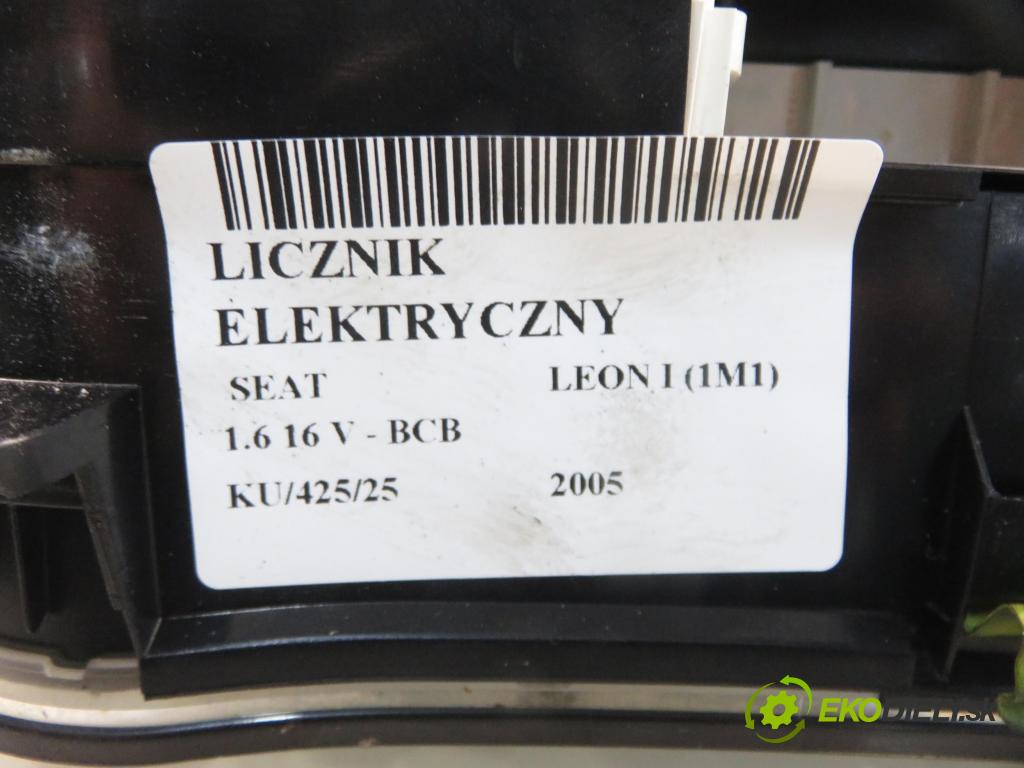 LICZNIK
ELEKTRYCZNY
SEAT LEON I (1M1)
1.6 16 V - BCB
KU/425/25 2005
EKODIELY.SK